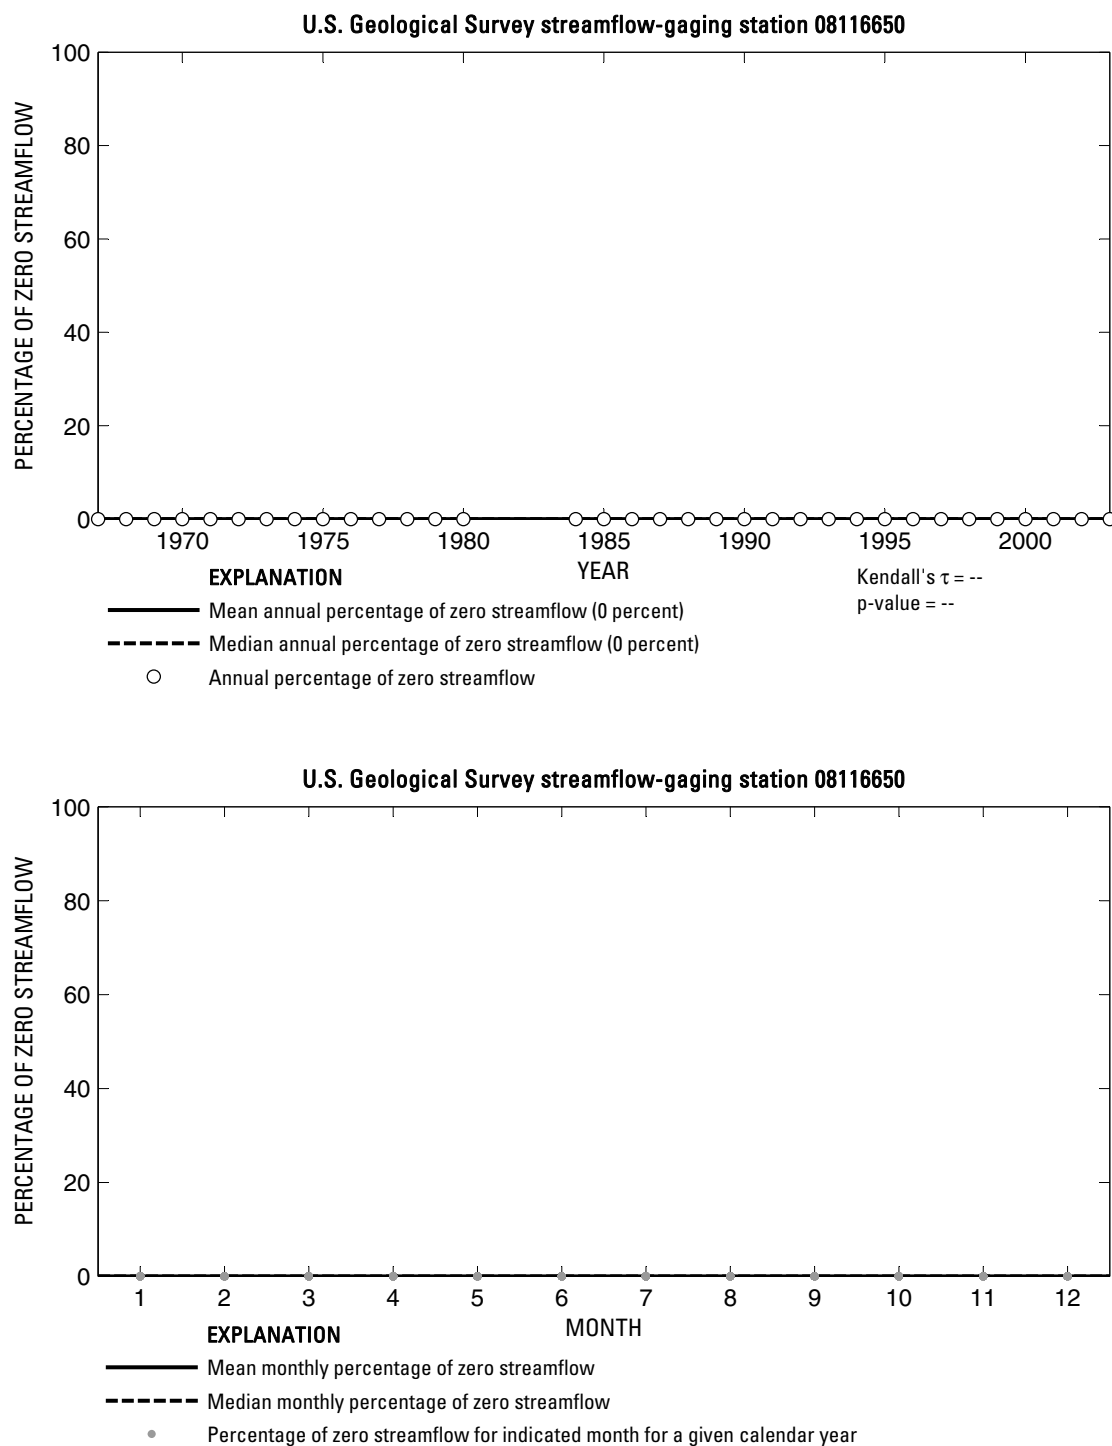 U.S. Geological Survey streamflow-gaging station 08116650
100
80
60
40
20
0
PERCENTAGE OF ZERO STREAMFLOW
1970 1975 1980 1985 1990 1995 2000
YEAR
EXPLANATION
Mean annual percentage of zero streamflow (0 percent)
Median annual percentage of zero streamflow (0 percent)
Annual percentage of zero streamflow
Kendall's τ = --
p-value = --
U.S. Geological Survey streamflow-gaging station 08116650
100
80
60
40
20
0
PERCENTAGE OF ZERO STREAMFLOW
1 2 3 4 5 6 7 8 9 10 11 12
MONTH
EXPLANATION
Mean monthly percentage of zero streamflow
Median monthly percentage of zero streamflow
Percentage of zero streamflow for indicated month for a given calendar year